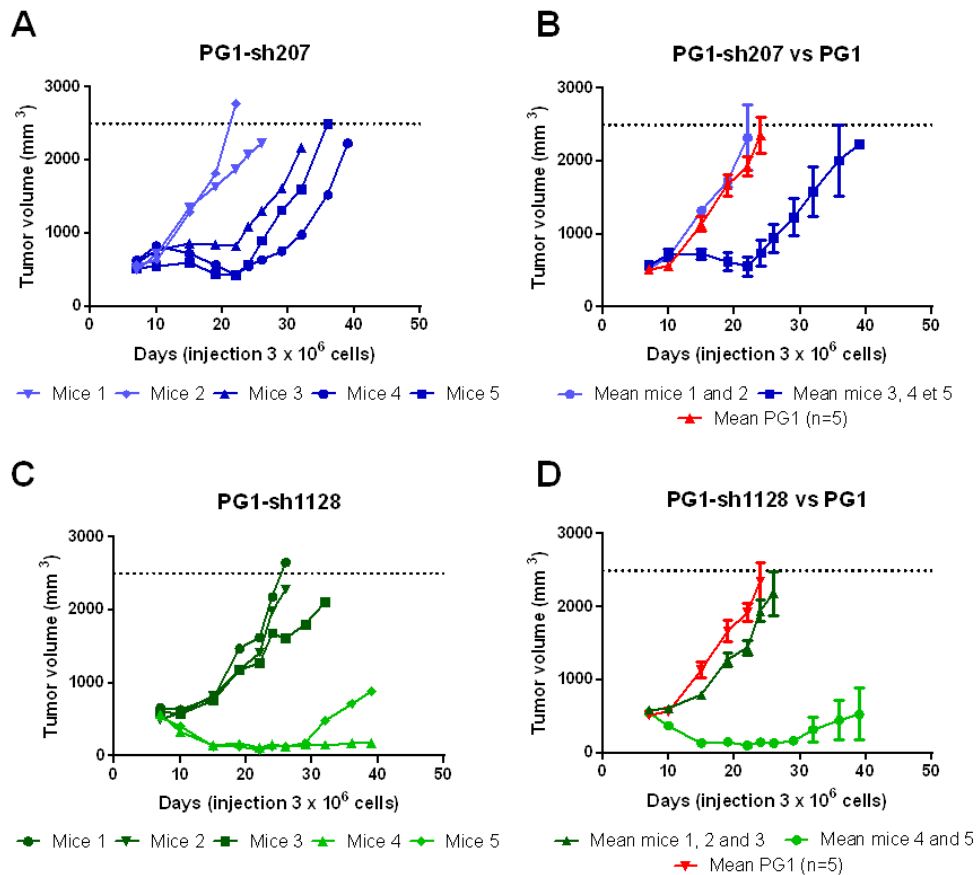 A
PG1-sh207
Tumor volume (mm 3)
3000
2000
1000
0
0 10 20 30 40 50
Days (injection 3 x 10^6 cells)
Mice 1 Mice 2 Mice 3 Mice 4 Mice 5
B
PG1-sh207 vs PG1
Tumor volume (mm 3)
3000
2000
1000
0
0 10 20 30 40 50
Days (injection 3 x 10^6 cells)
Mean mice 1 and 2 Mean mice 3, 4 et 5
Mean PG1 (n=5)
C
PG1-sh1128
Tumor volume (mm 3)
3000
2000
1000
0
0 10 20 30 40 50
Days (injection 3 x 10^6 cells)
Mice 1 Mice 2 Mice 3 Mice 4 Mice 5
D
PG1-sh1128 vs PG1
Tumor volume (mm 3)
3000
2000
1000
0
0 10 20 30 40 50
Days (injection 3 x 10^6 cells)
Mean mice 1, 2 and 3 Mean mice 4 and 5
Mean PG1 (n=5)